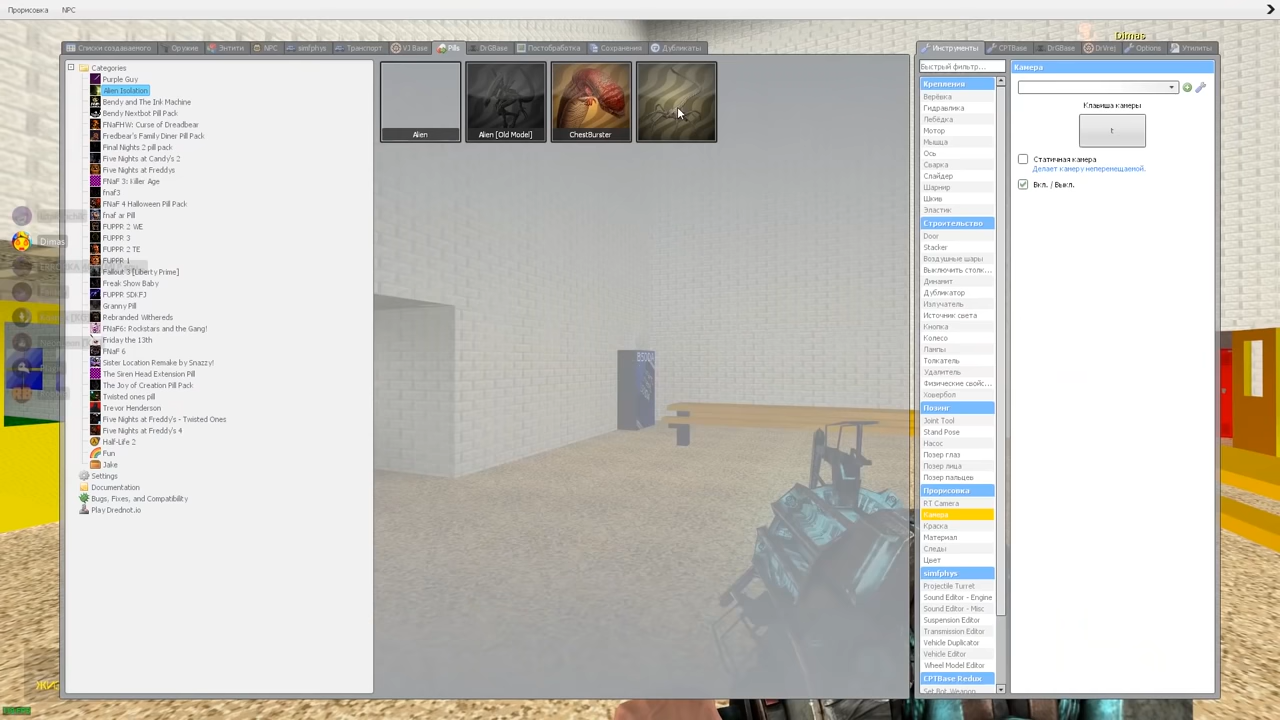 Прорисовка NPC
Dimas
Списки создаваемого Оружие Энтити NPC simfphys Транспорт VJ Base Pills DrGBase Постобработка Сохранения Дубликаты
Categories
Purple Guy
Alien Isolation
Bendy and The Ink Machine
Bendy Nextbot Pill Pack
FNaFHW: Curse of Dreadbear
Fredbear's Family Diner Pill Pack
Final Nights 2 pill pack
Five Nights at Candy's 2
Five Nights at Freddys
FNaF 3: Killer Age
fnaf3
FNaF 4 Halloween Pill Pack
fnaf ar Pill
FUPPR 2 WE
FUPPR 3
FUPPR 2 TE
FUPPR 1
Fallout 3 [Liberty Prime]
Freak Show Baby
FUPPR SDI.FJ
Granny Pill
Rebranded Withereds
FNaF6: Rockstars and the Gang!
Friday the 13th
FNaF 6
Sister Location Remake by Snazzy!
The Siren Head Extension Pill
The Joy of Creation Pill Pack
Twisted ones pill
Trevor Henderson
Five Nights at Freddy's - Twisted Ones
Five Nights at Freddy's 4
Half-Life 2
Fun
Jake
Settings
Documentation
Bugs, Fixes, and Compatibility
Play Drednot.io
Dimas
Alien
Alien [Old Model]
ChestBurster
Инструменты CPTBase DrGBase DrVrej Options Утилиты
Быстрый фильтр...
Крепления
Верёвка
Гидравлика
Лебёдка
Мотор
Мышца
Ось
Сварка
Слайдер
Шарнир
Шкив
Эластик
Строительство
Door
Stacker
Воздушные шары
Выключить столк...
Динамит
Дубликатор
Излучатель
Источник света
Кнопка
Колесо
Лампы
Толкатель
Удалитель
Физические свойс...
Ховербол
Позинг
Joint Tool
Stand Pose
Насос
Позер глаз
Позер лица
Позер пальцев
Прорисовка
RT Camera
Камера
Краска
Материал
Следы
Цвет
simfphys
Projectile Turret
Sound Editor - Engine
Sound Editor - Misc
Suspension Editor
Transmission Editor
Vehicle Duplicator
Vehicle Editor
Wheel Model Editor
CPTBase Redux
Set Bot Weapon
Камера
Клавиша камеры
t
Статичная камера
Делает камеру неперемещаемой.
Вкл. / Выкл.